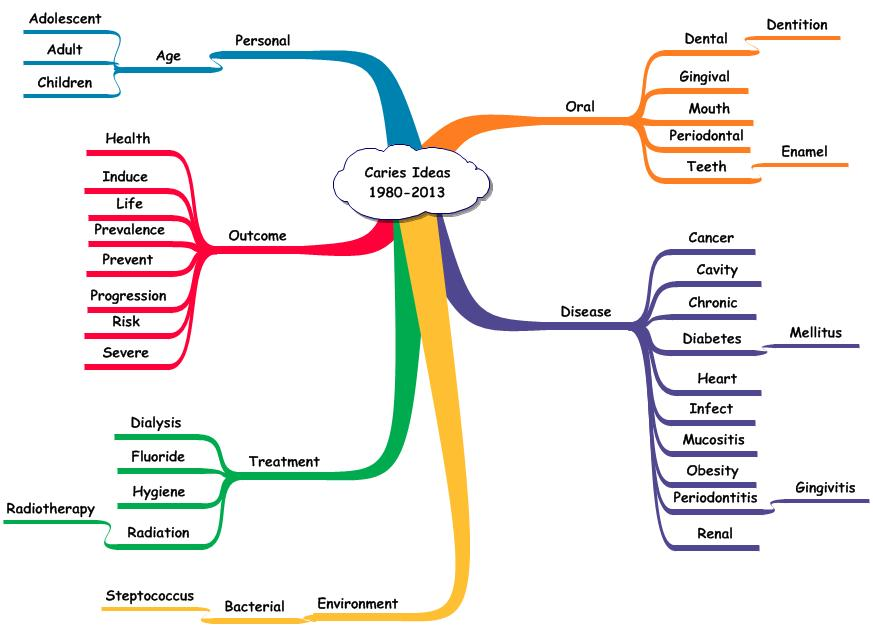 Caries Ideas
1980-2013
Personal
Age
Adolescent
Adult
Children
Oral
Dental
Dentition
Gingival
Mouth
Periodontal
Teeth
Enamel
Outcome
Health
Induce
Life
Prevalence
Prevent
Progression
Risk
Severe
Disease
Cancer
Cavity
Chronic
Diabetes
Mellitus
Heart
Infect
Mucositis
Obesity
Periodontitis
Gingivitis
Renal
Treatment
Dialysis
Fluoride
Hygiene
Radiation
Radiotherapy
Environment
Bacterial
Steptococcus